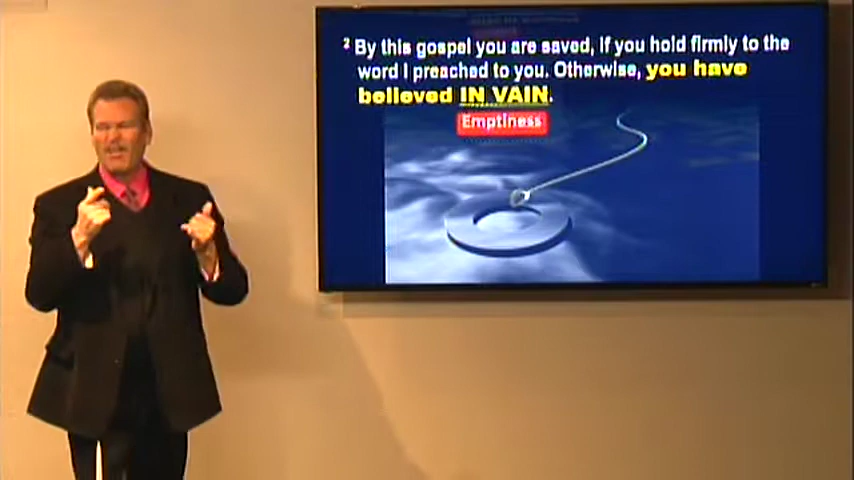 2 By this gospel you are saved, if you hold firmly to the
word I preached to you. Otherwise, you have
believed IN VAIN.
Emptiness